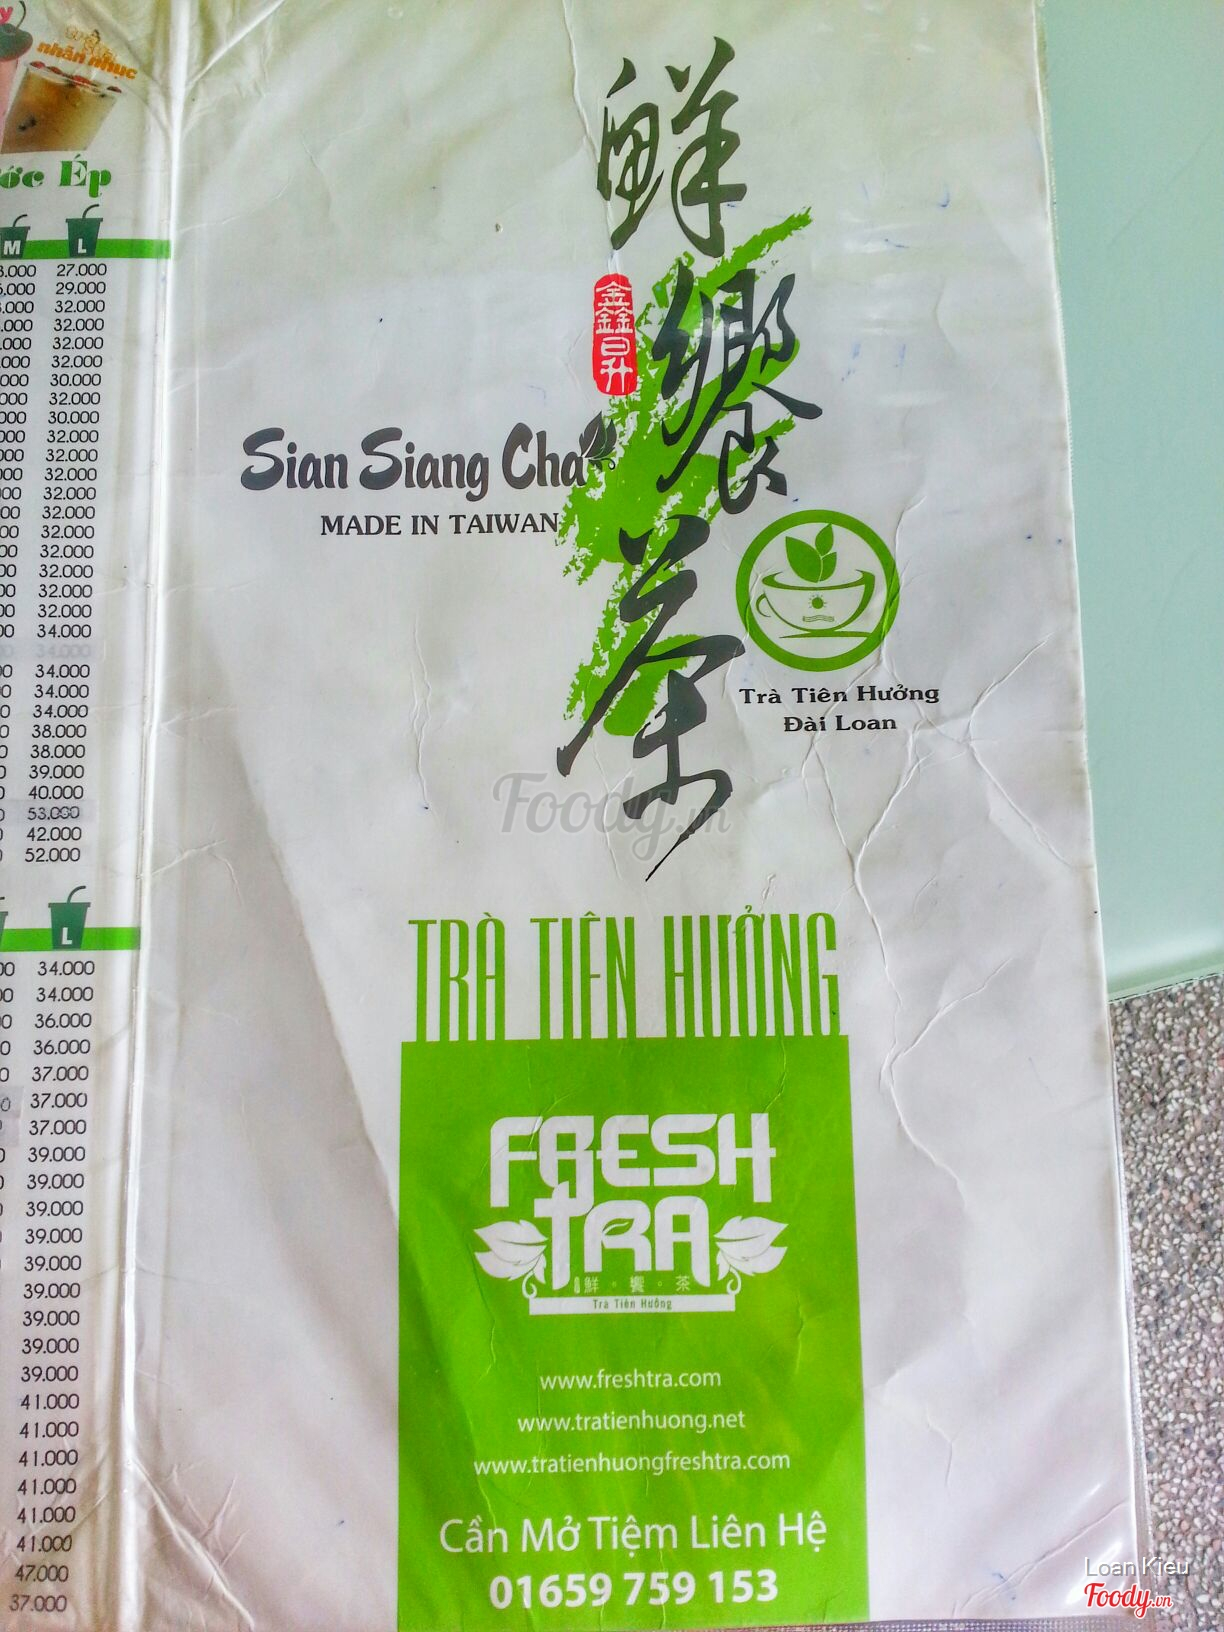 nhãn nhục
Ép
M L
27.000
29.000
32.000
32.000
32.000
32.000
30.000
32.000
30.000
32.000
32.000
32.000
32.000
32.000
32.000
32.000
32.000
32.000
34.000
34.000
34.000
34.000
34.000
38.000
38.000
39.000
40.000
53.000
42.000
52.000
L
34.000
34.000
36.000
36.000
37.000
37.000
37.000
39.000
39.000
39.000
39.000
39.000
39.000
39.000
39.000
39.000
41.000
41.000
41.000
41.000
41.000
41.000
47.000
37.000
鮮饗茶
金鑫昇
Sian Siang Cha
MADE IN TAIWAN
Trà Tiên Hưởng
Đài Loan
Foody.vn
TRÀ TIÊN HƯỞNG
FRESH
TRA
鮮。饗。茶
Trà Tiên Hưởng
www.freshtra.com
www.tratienhuong.net
www.tratienhuongfreshtra.com
Cần Mở Tiệm Liên Hệ
01659 759 153
Loan Kieu
Foody.vn